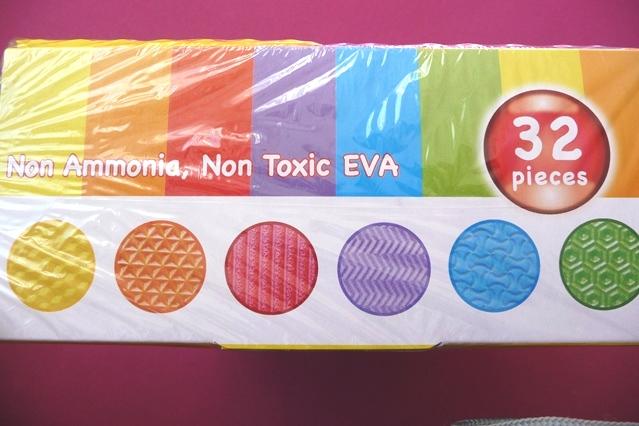 Non Ammonia, Non Toxic EVA
32
pieces